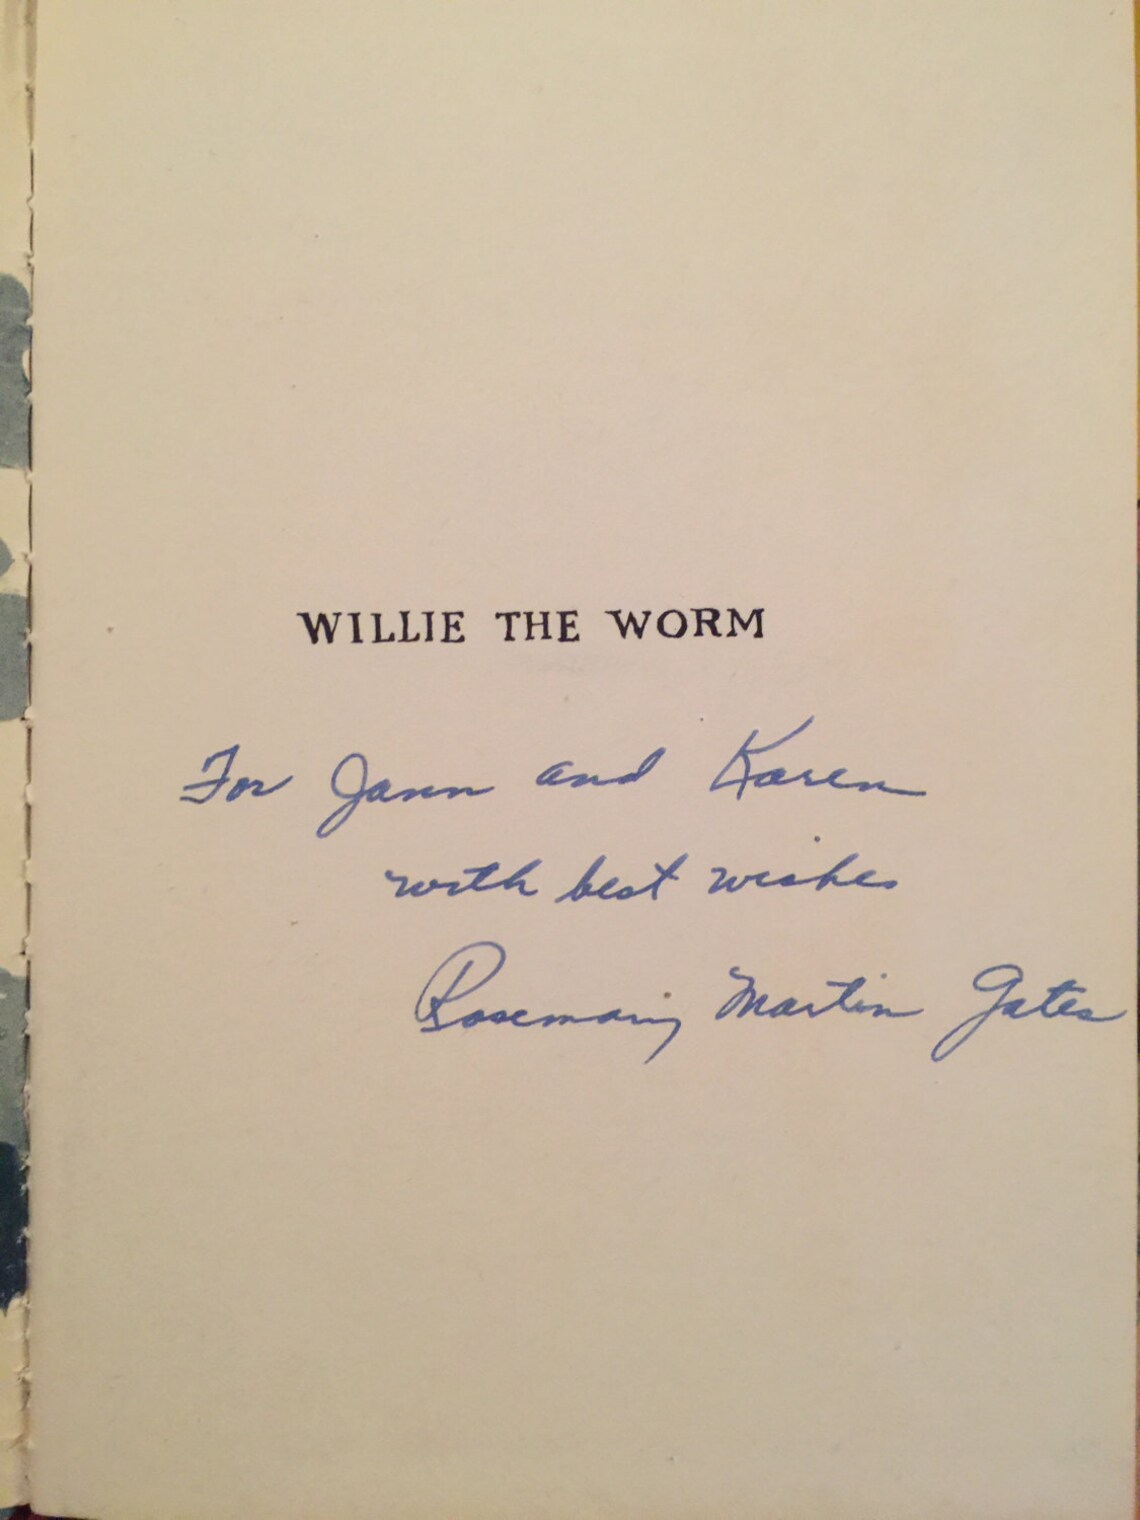 WILLIE THE WORM
For Jann and Karen
with best wishes
Rosemary Martin Gates